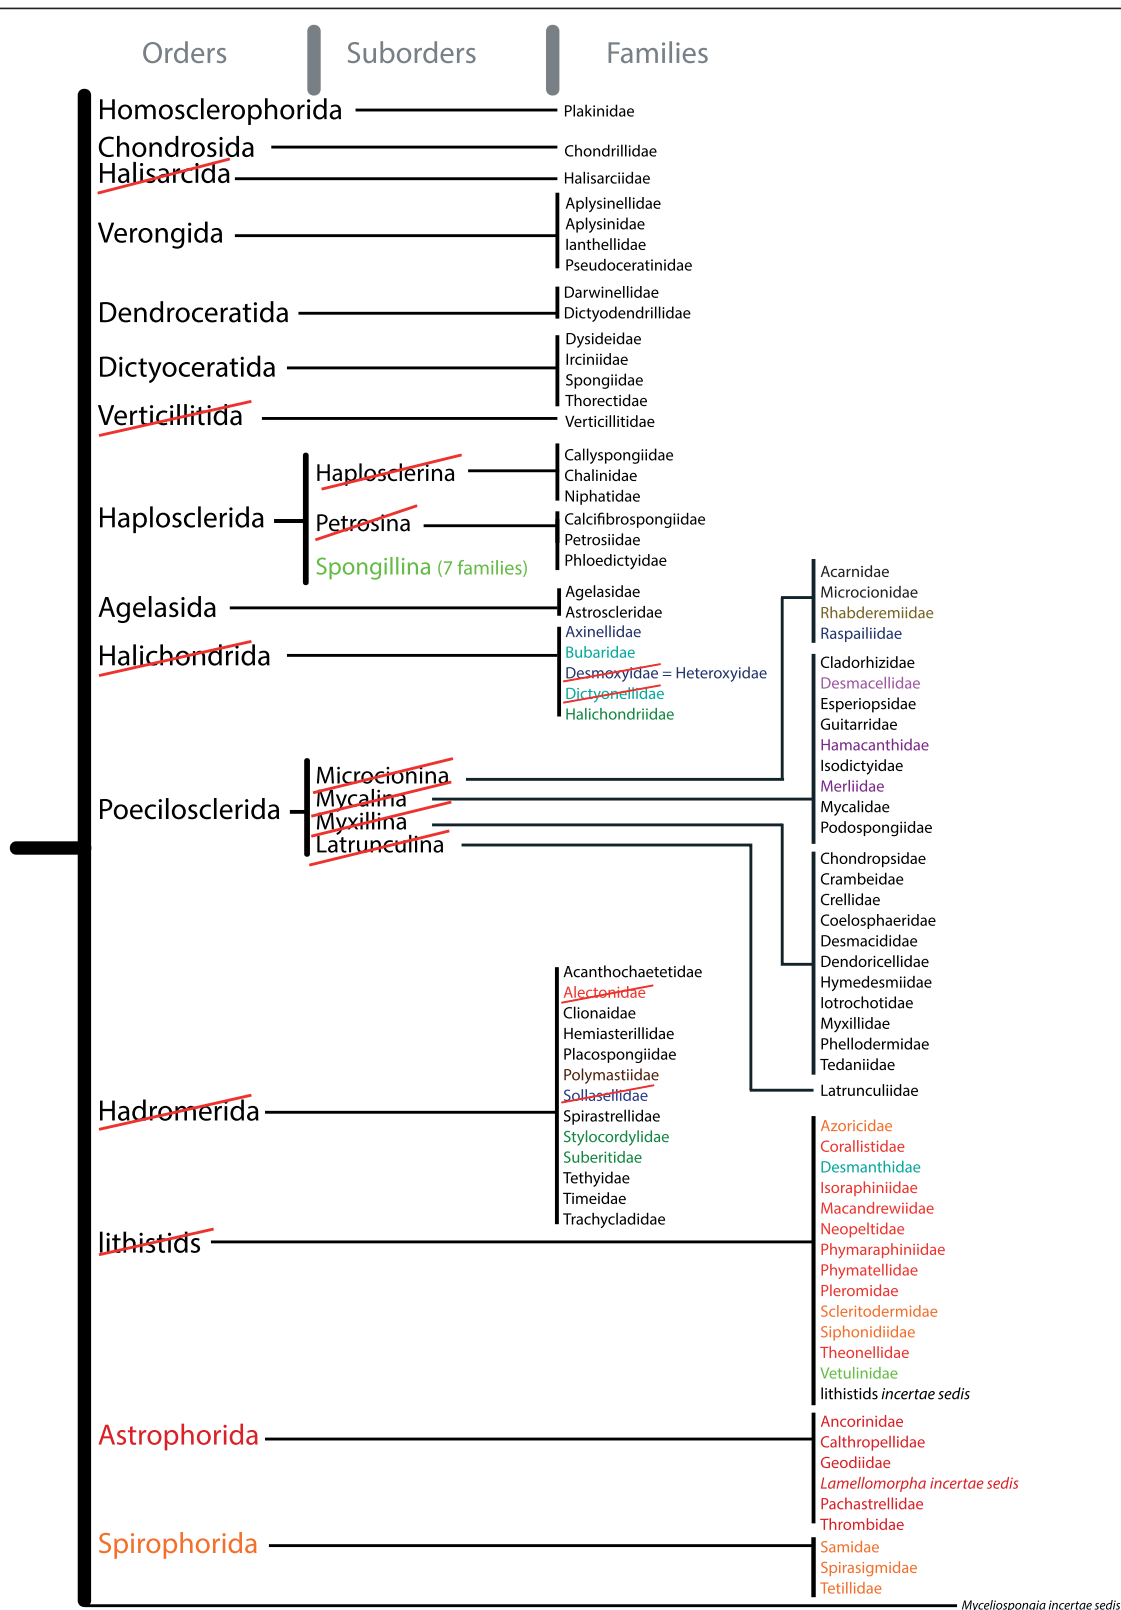 Orders
Suborders
Families
Homosclerophorida
Plakinidae
Chondrosida
Chondrillidae
Halisarcida
Halisarciidae
Verongida
Aplysinellidae
Aplysinidae
Ianthellidae
Pseudoceratinidae
Dendroceratida
Darwinellidae
Dictyodendrillidae
Dictyoceratida
Dysideidae
Irciniidae
Spongiidae
Thorectidae
Verticillitida
Verticillitidae
Haplosclerida
Haplosclerina
Callyspongiidae
Chalinidae
Niphatidae
Petrosina
Calcifibrospongiidae
Petrosiidae
Phloedictyidae
Spongillina (7 families)
Agelasida
Agelasidae
Astroscleridae
Halichondrida
Axinellidae
Bubaridae
Desmoxyidae = Heteroxyidae
Dictyonellidae
Halichondriidae
Poecilosclerida
Microcionina
Mycalina
Myxillina
Latrunculina
Acarnidae
Microcionidae
Rhabderemiidae
Raspailiidae
Cladorhizidae
Desmacellidae
Esperiopsidae
Guitarridae
Hamacanthidae
Isodictyidae
Merliidae
Mycalidae
Podospongiidae
Chondropsidae
Crambeidae
Crellidae
Coelosphaeridae
Desmacididae
Dendoricellidae
Hymedesmiidae
Iotrochotidae
Myxillidae
Phellodermidae
Tedaniidae
Latrunculiidae
Hadromerida
Acanthochaetetidae
Alectonidae
Clionaidae
Hemiasterillidae
Placospongiidae
Polymastiidae
Sollasellidae
Spirastrellidae
Stylocordylidae
Suberitidae
Tethyidae
Timeidae
Trachycladidae
lithistids
Azoricidae
Corallistidae
Desmanthidae
Isoraphiniidae
Macandrewiidae
Neopeltidae
Phymaraphiniidae
Phymatellidae
Pleromidae
Scleritodermidae
Siphonidiidae
Theonellidae
Vetulinidae
lithistids incertae sedis
Astrophorida
Ancorinidae
Calthropellidae
Geodiidae
Lamellomorpha incertae sedis
Pachastrellidae
Thrombidae
Spirophorida
Samidae
Spirasigmidae
Tetillidae
Myceliospongia incertae sedis